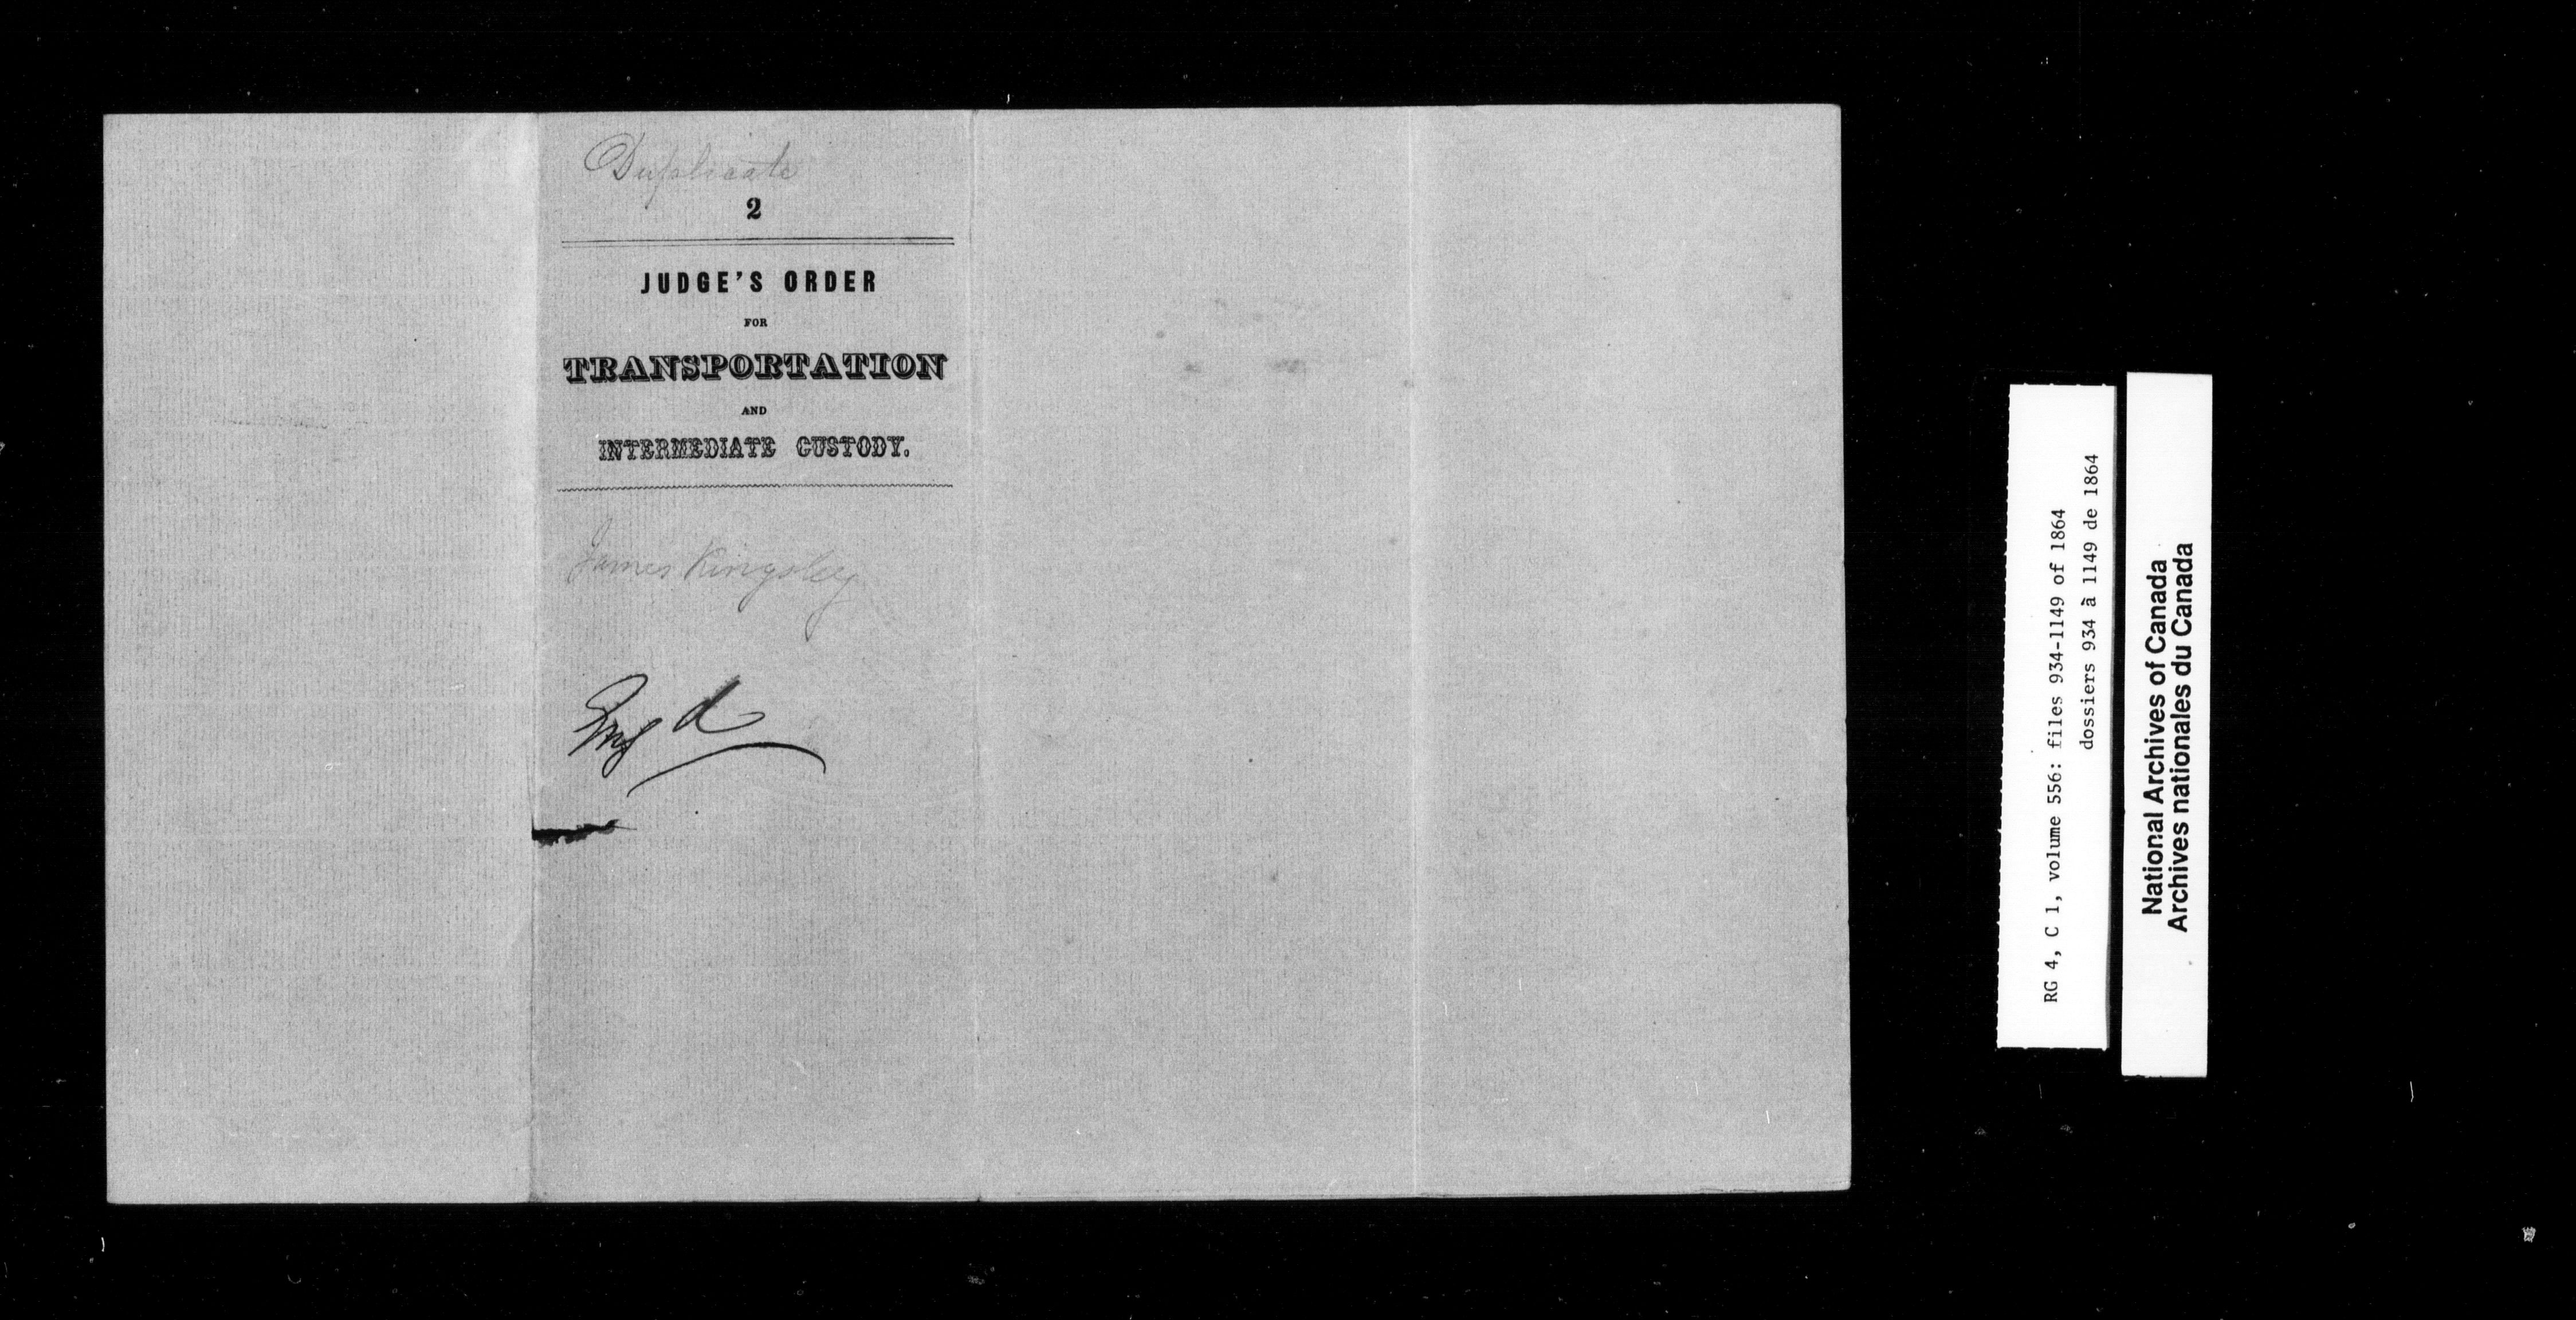 Duplicate
2
JUDGE'S ORDER
FOR
TRANSPORTATION
AND
INTERMEDIATE CUSTODY.
James Kingsley
RG 4, C 1, volume 556: files 934-1149 of 1864
dossiers 934 à 1149 de 1864
National Archives of Canada
Archives nationales du Canada